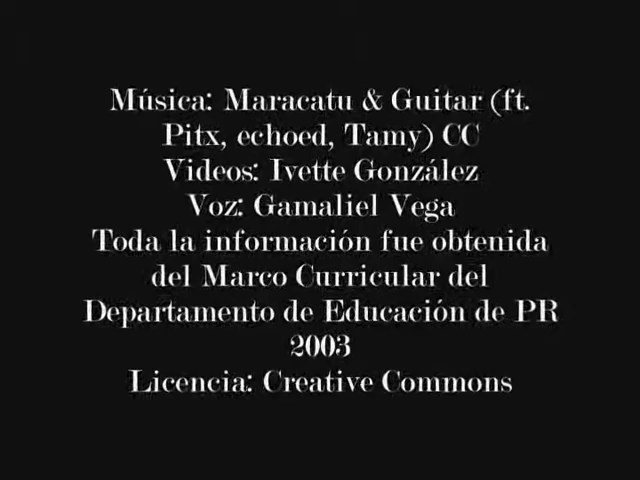 Música: Maracatu & Guitar (ft.
Pitx, echoed, Tamy) CC
Videos: Ivette González
Voz: Gamaliel Vega
Toda la información fue obtenida
del Marco Curricular del
Departamento de Educación de PR
2003
Licencia: Creative Commons